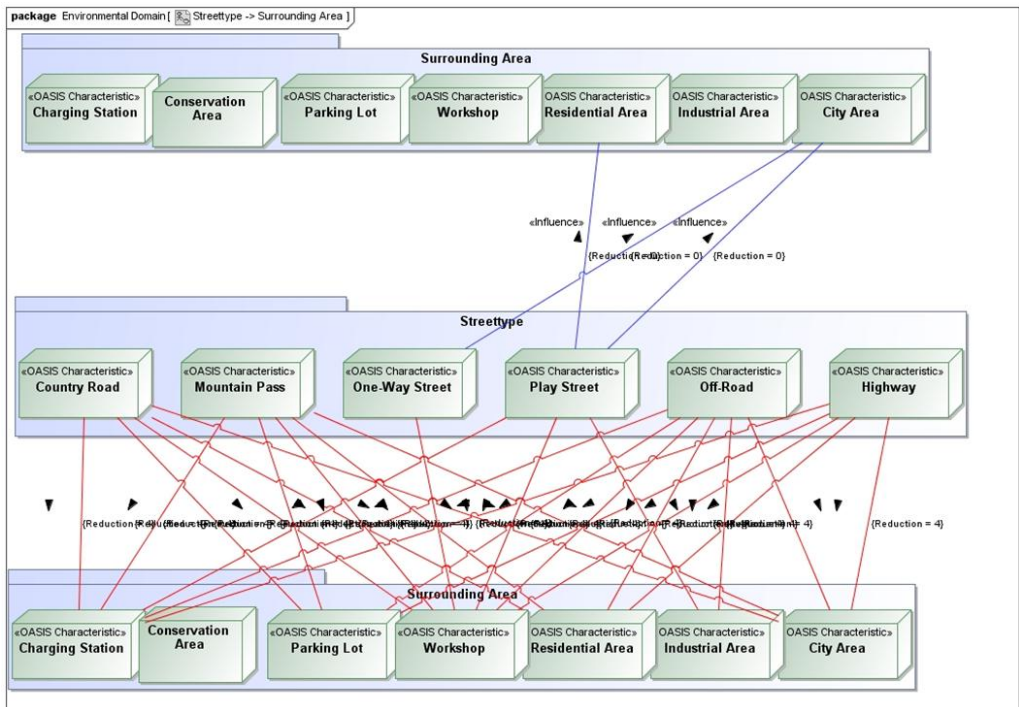 package Environmental Domain[ Streettype -> Surrounding Area ]
Surrounding Area
«OASIS Characteristic»
Charging Station
Conservation
Area
«OASIS Characteristic»
Parking Lot
«OASIS Characteristic»
Workshop
«OASIS Characteristic»
Residential Area
«OASIS Characteristic»
Industrial Area
«OASIS Characteristic»
City Area
«Influence»
«Influence»
«Influence»
{Reduction = 0}
{Reduction = 0}
{Reduction = 0}
Streettype
«OASIS Characteristic»
Country Road
«OASIS Characteristic»
Mountain Pass
«OASIS Characteristic»
One-Way Street
«OASIS Characteristic»
Play Street
«OASIS Characteristic»
Off-Road
«OASIS Characteristic»
Highway
{Reduction = 4}
Surrounding Area
«OASIS Characteristic»
Charging Station
Conservation
Area
«OASIS Characteristic»
Parking Lot
«OASIS Characteristic»
Workshop
«OASIS Characteristic»
Residential Area
«OASIS Characteristic»
Industrial Area
«OASIS Characteristic»
City Area